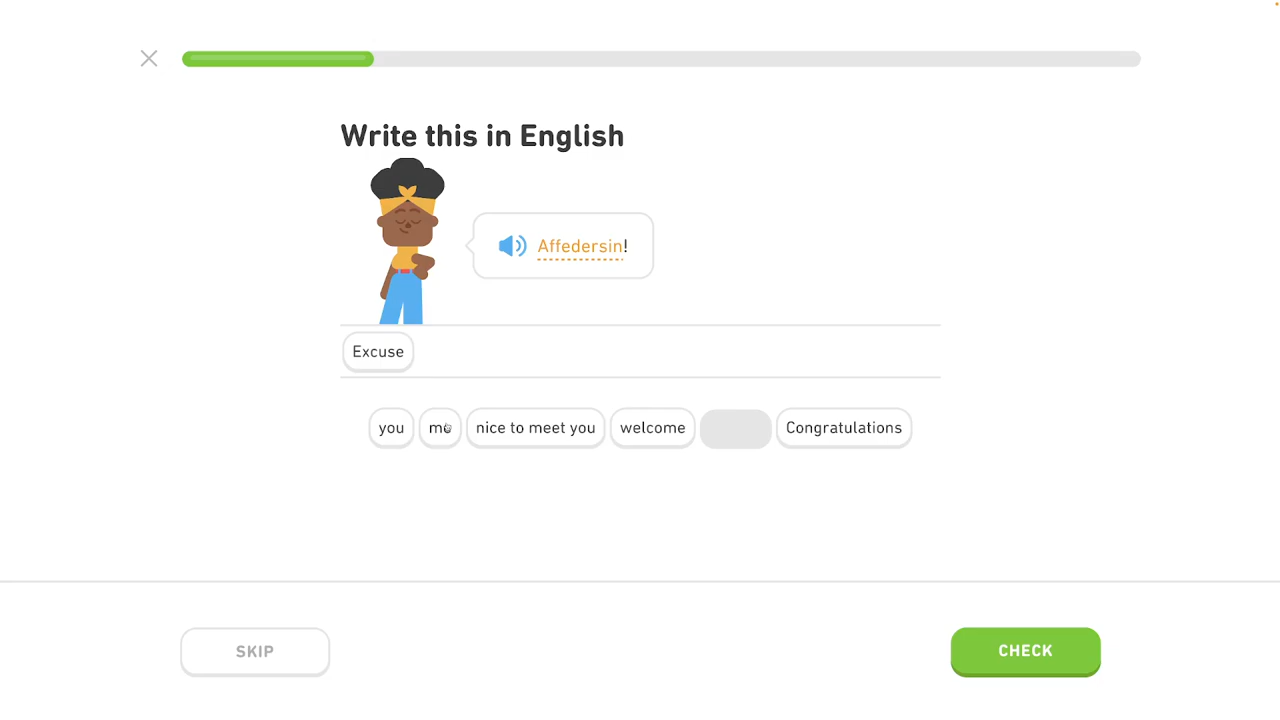 Write this in English
Affedersin!
Excuse
you me nice to meet you welcome Congratulations
SKIP CHECK